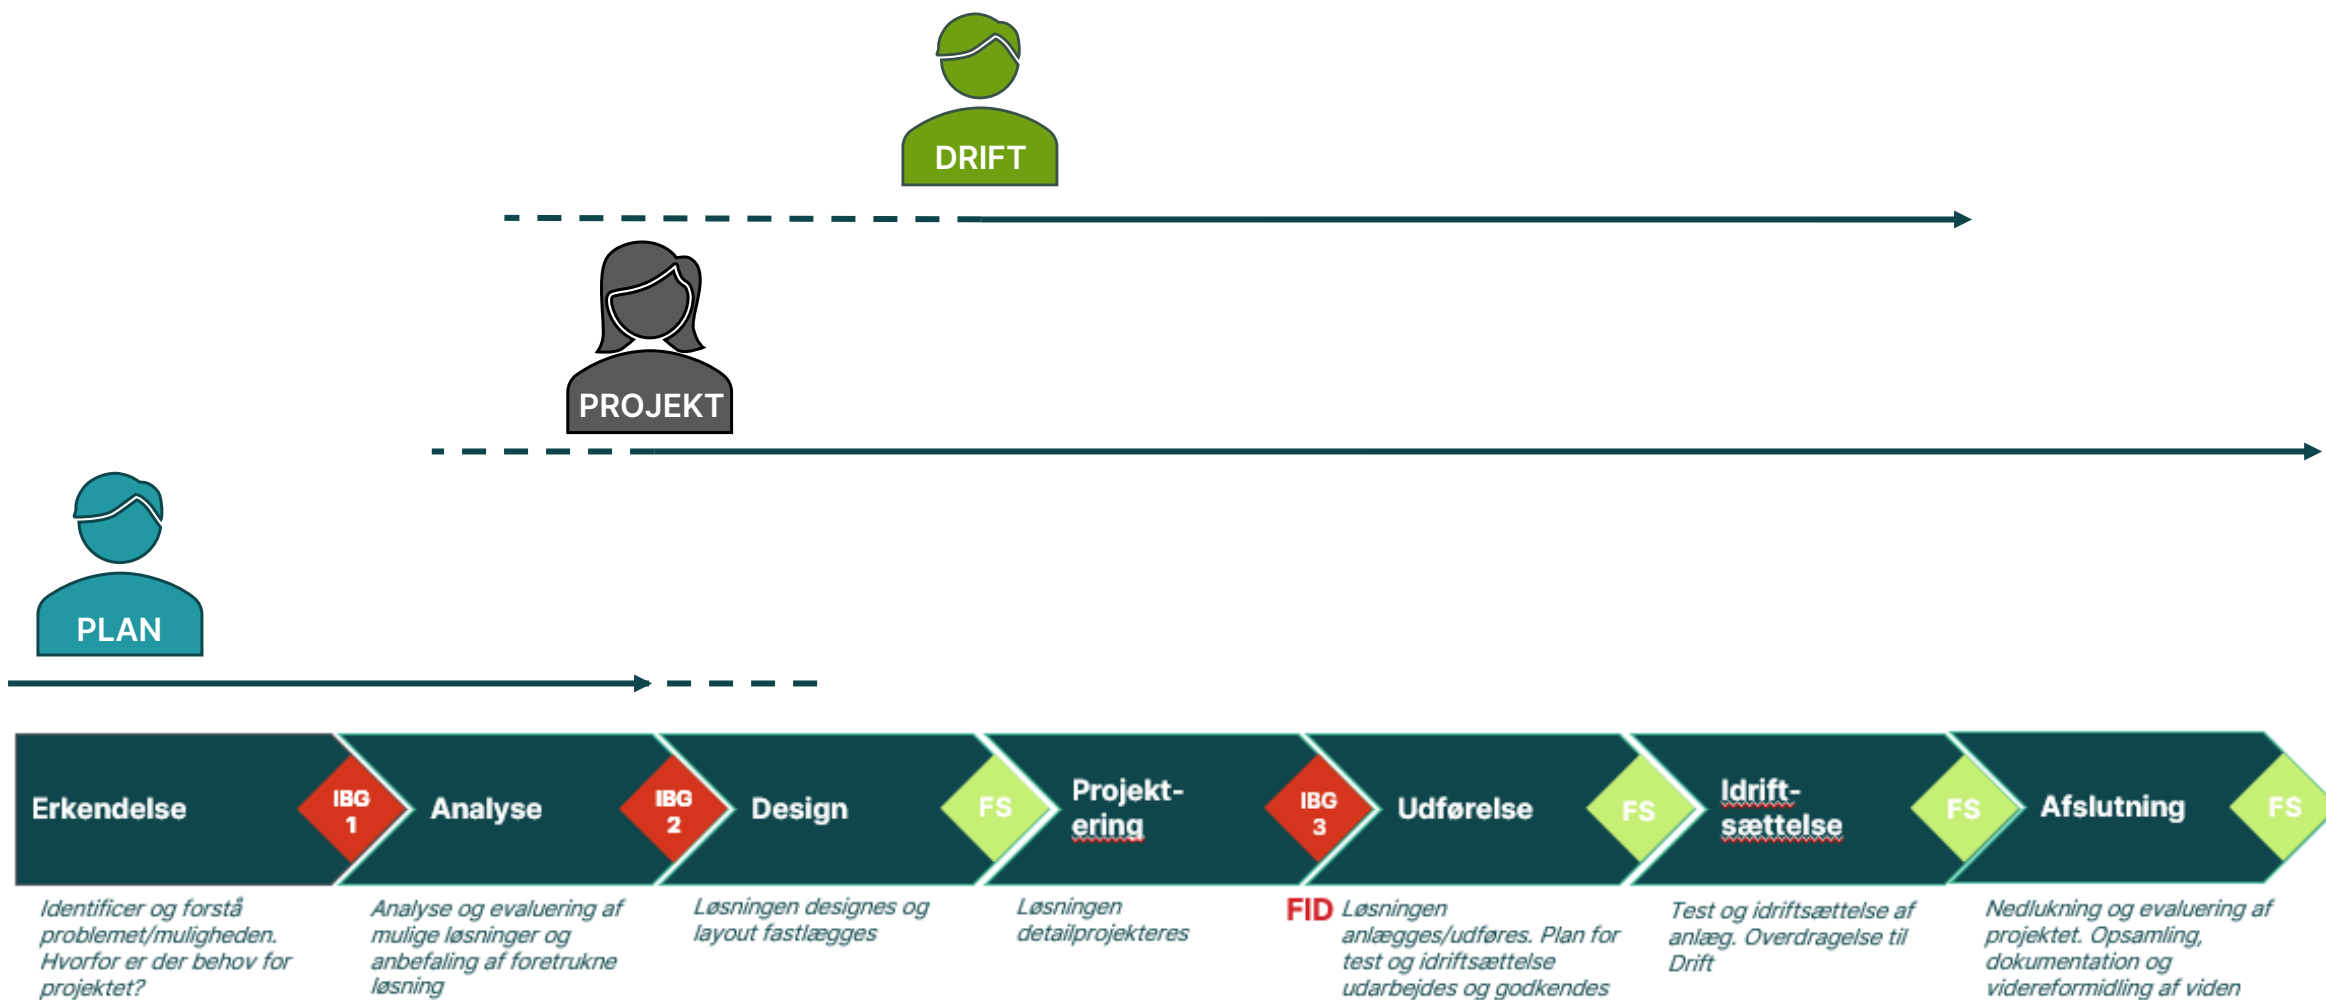 DRIFT
PROJEKT
PLAN
Erkendelse
IBG
1
Analyse
IBG
2
Design
FS
Projekt-
ering
IBG
3
Udførelse
FS
Idrift-
sættelse
FS
Afslutning
FS
Identificer og forstå
problemet/muligheden.
Hvorfor er der behov for
projektet?
Analyse og evaluering af
mulige løsninger og
anbefaling af foretrukne
løsning
Løsningen designes og
layout fastlægges
Løsningen
detailprojekteres
FID
Løsningen
anlægges/udføres. Plan for
test og idriftsættelse
udarbejdes og godkendes
Test og idriftsættelse af
anlæg. Overdragelse til
Drift
Nedlukning og evaluering af
projektet. Opsamling,
dokumentation og
videreformidling af viden